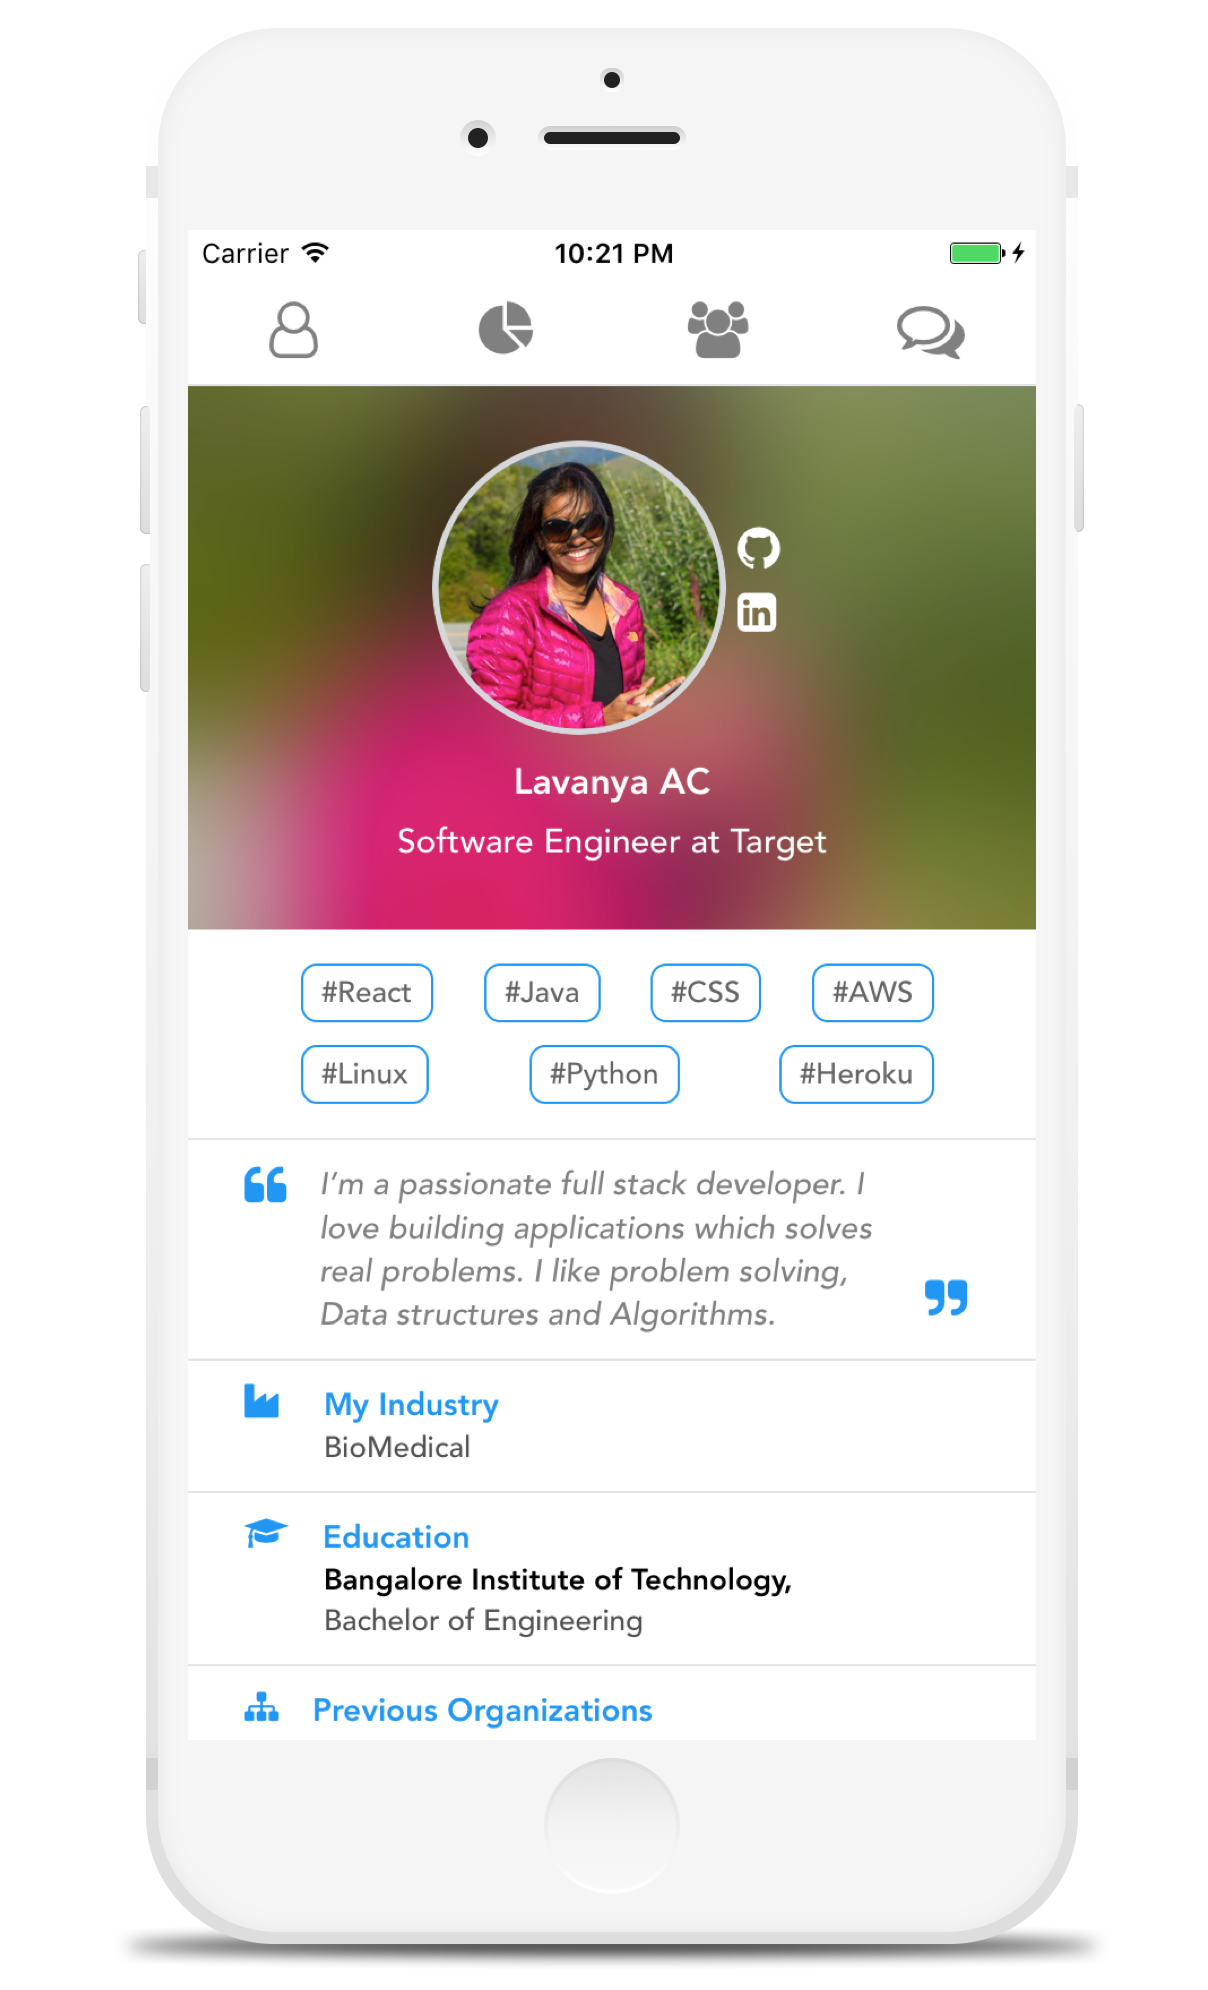 Carrier 10:21 PM
in
Lavanya AC
Software Engineer at Target
#React #Java #CSS #AWS
#Linux #Python #Heroku
“ I’m a passionate full stack developer. I
love building applications which solves
real problems. I like problem solving,
Data structures and Algorithms. ”
My Industry
BioMedical
Education
Bangalore Institute of Technology,
Bachelor of Engineering
Previous Organizations